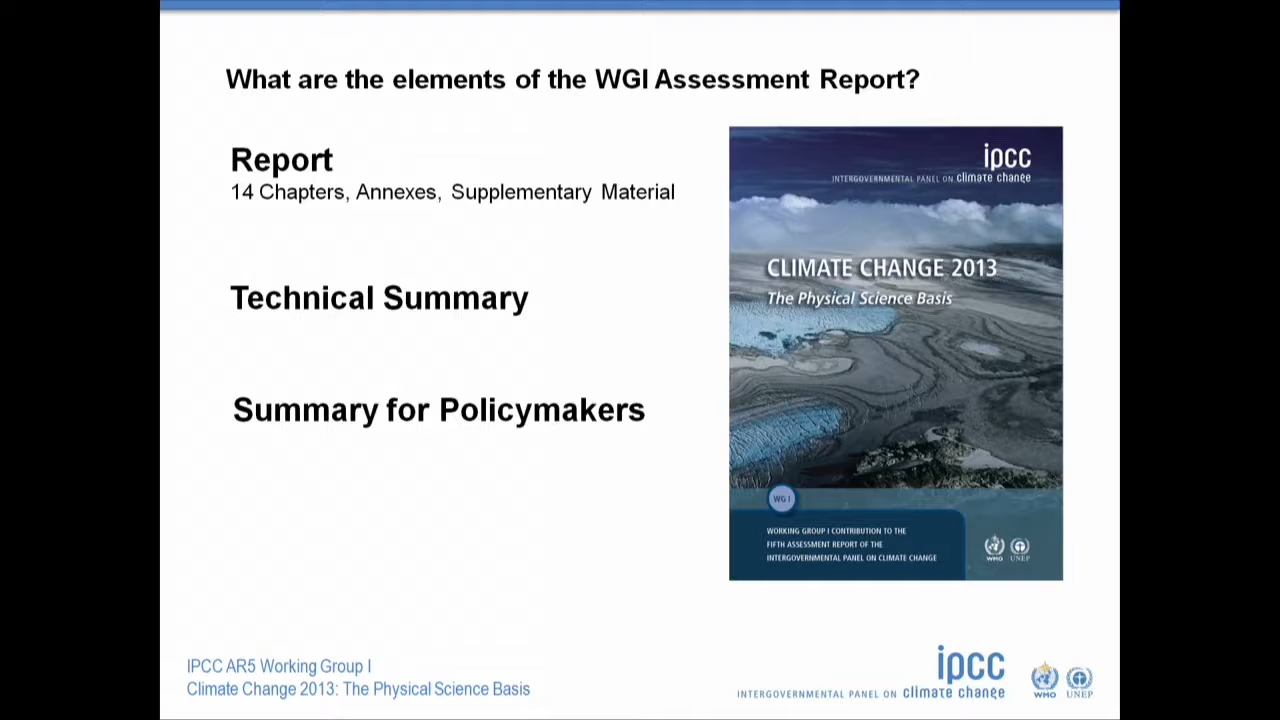 What are the elements of the WGI Assessment Report?
Report
14 Chapters, Annexes, Supplementary Material
Technical Summary
Summary for Policymakers
ipcc
INTERGOVERNMENTAL PANEL ON climate change
CLIMATE CHANGE 2013
The Physical Science Basis
WG I
WORKING GROUP I CONTRIBUTION TO THE
FIFTH ASSESSMENT REPORT OF THE
INTERGOVERNMENTAL PANEL ON CLIMATE CHANGE
WMO UNEP
IPCC AR5 Working Group I
Climate Change 2013: The Physical Science Basis
ipcc
INTERGOVERNMENTAL PANEL ON climate change
WMO UNEP